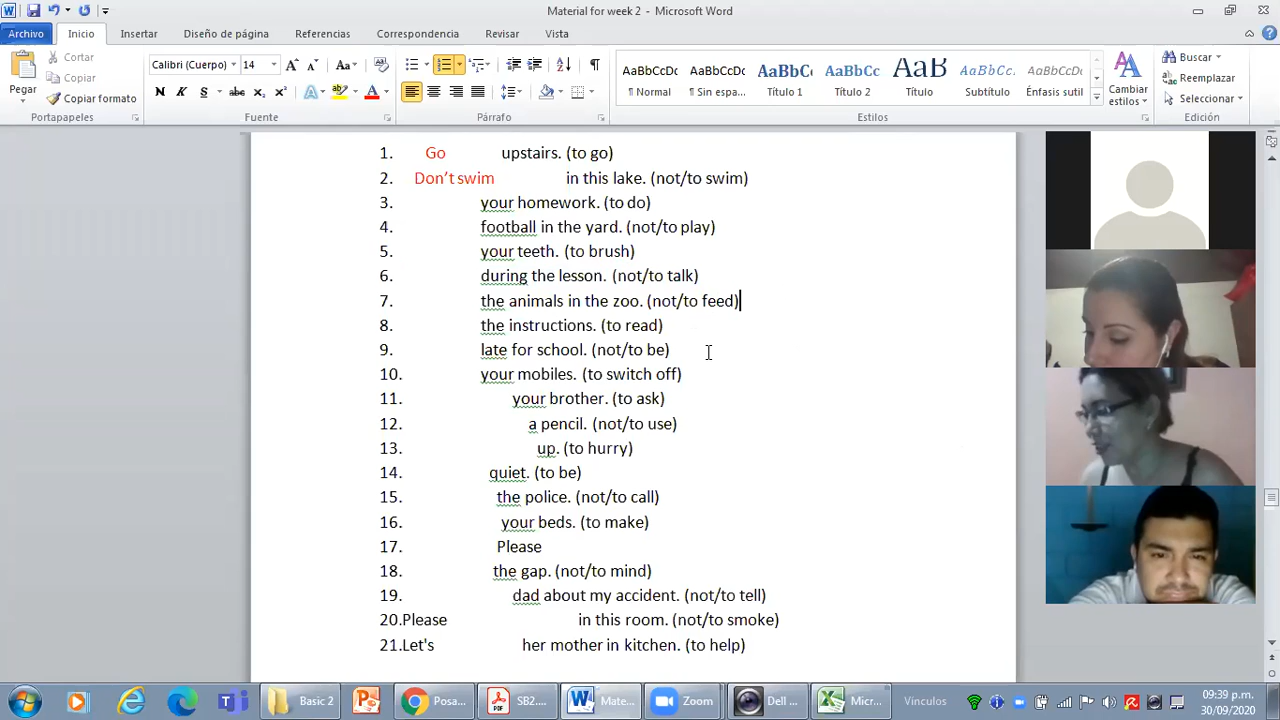 Material for week 2 - Microsoft Word
Archivo Inicio Insertar Diseño de página Referencias Correspondencia Revisar Vista
Pegar
Cortar
Copiar
Copiar formato
Portapapeles
Calibri (Cuerpo) 14
Fuente
Párrafo
AaBbCcDc AaBbCcDc AaBbC AaBbCc AaB AaBbCc. AaBbCcDc
¶ Normal ¶ Sin espa... Título 1 Título 2 Título Subtítulo Énfasis sutil
Estilos
Cambiar estilos
Buscar
Reemplazar
Seleccionar
Edición
1. Go upstairs. (to go)
2. Don't swim in this lake. (not/to swim)
3. your homework. (to do)
4. football in the yard. (not/to play)
5. your teeth. (to brush)
6. during the lesson. (not/to talk)
7. the animals in the zoo. (not/to feed)
8. the instructions. (to read)
9. late for school. (not/to be)
10. your mobiles. (to switch off)
11. your brother. (to ask)
12. a pencil. (not/to use)
13. up. (to hurry)
14. quiet. (to be)
15. the police. (not/to call)
16. your beds. (to make)
17. Please
18. the gap. (not/to mind)
19. dad about my accident. (not/to tell)
20.Please in this room. (not/to smoke)
21.Let's her mother in kitchen. (to help)
Basic 2 Posa... SB2.... Mate... Zoom Dell ... Micr... Vínculos
09:39 p.m.
30/09/2020